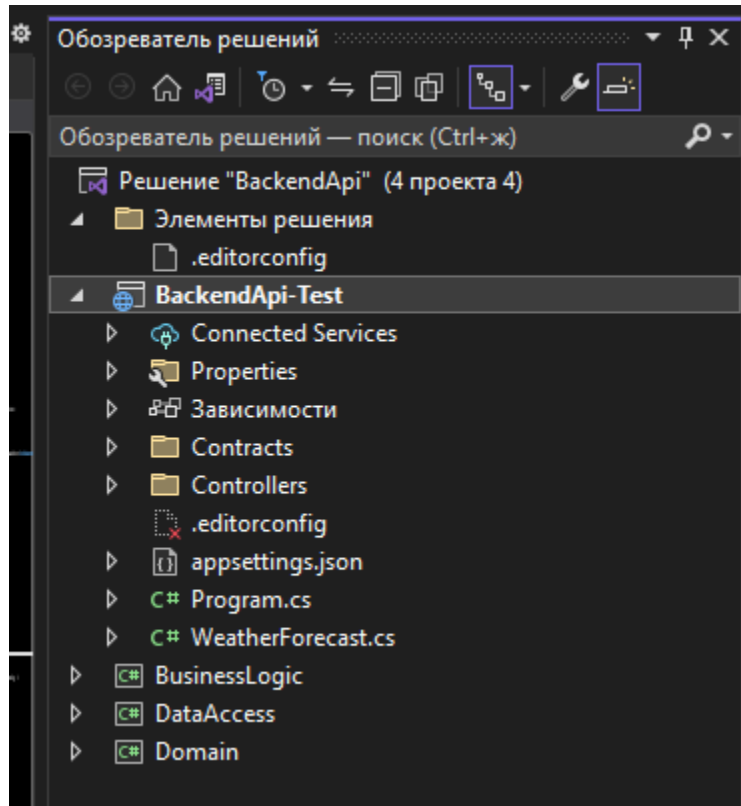 Обозреватель решений
Обозреватель решений — поиск (Ctrl+ж)
Решение "BackendApi" (4 проекта 4)
Элементы решения
.editorconfig
BackendApi-Test
Connected Services
Properties
Зависимости
Contracts
Controllers
.editorconfig
appsettings.json
C# Program.cs
C# WeatherForecast.cs
C# BusinessLogic
C# DataAccess
C# Domain